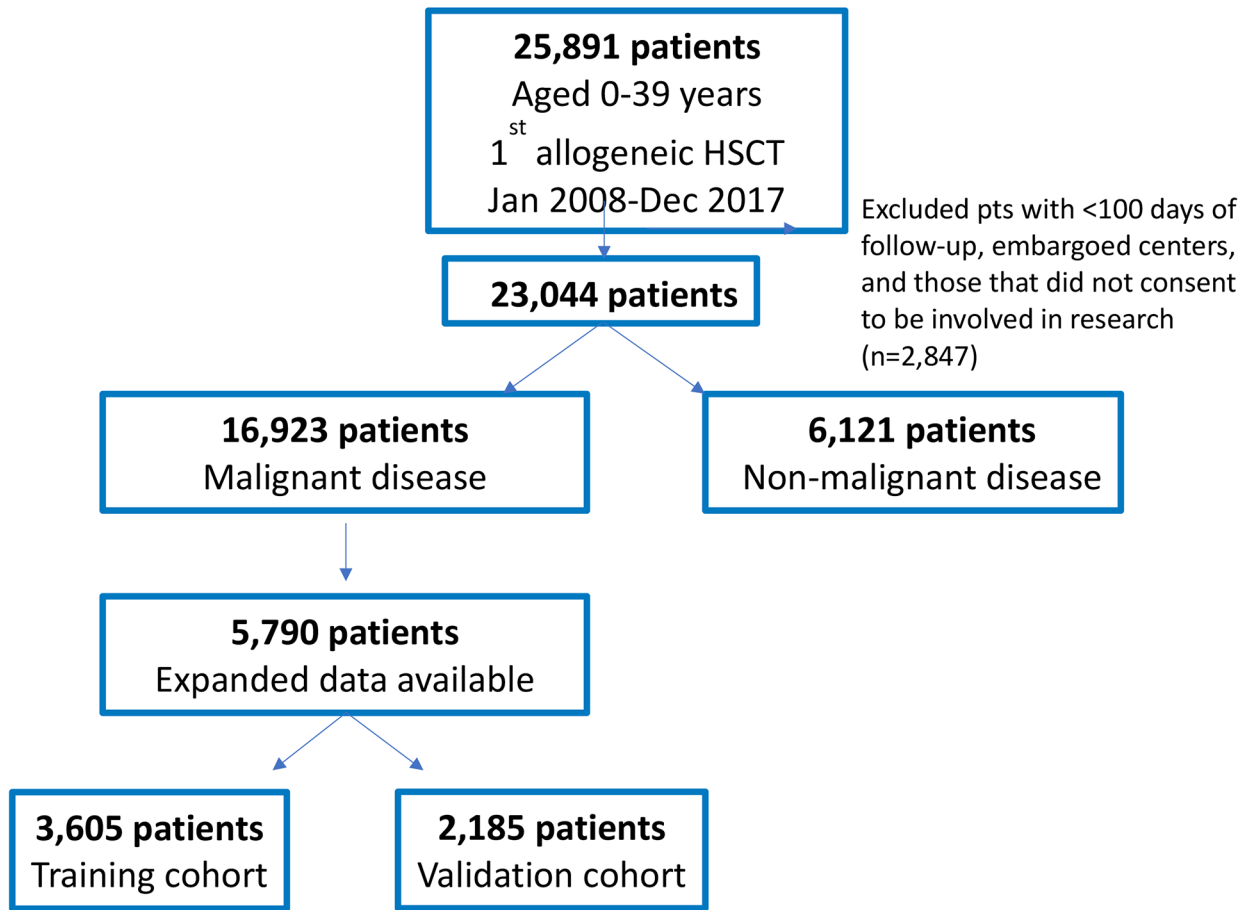 25,891 patients
Aged 0-39 years
1st allogeneic HSCT
Jan 2008-Dec 2017
Excluded pts with <100 days of
follow-up, embargoed centers,
and those that did not consent
to be involved in research
(n=2,847)
23,044 patients
16,923 patients
Malignant disease
6,121 patients
Non-malignant disease
5,790 patients
Expanded data available
3,605 patients
Training cohort
2,185 patients
Validation cohort